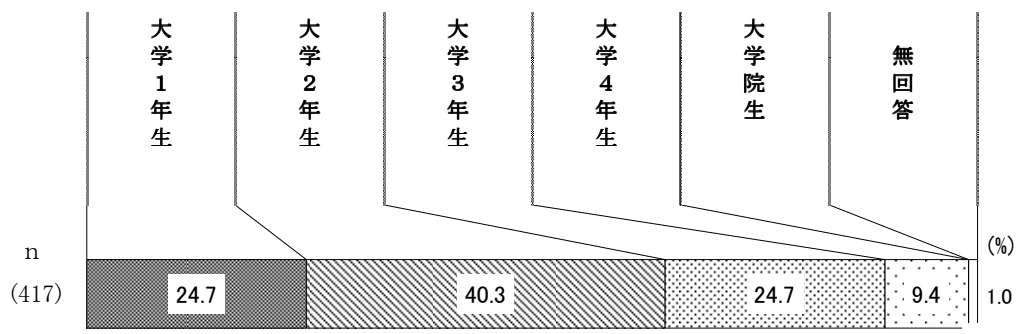 大学1年生
大学2年生
大学3年生
大学4年生
大学院生
無回答
n
(%)
(417)
24.7
40.3
24.7
9.4
1.0